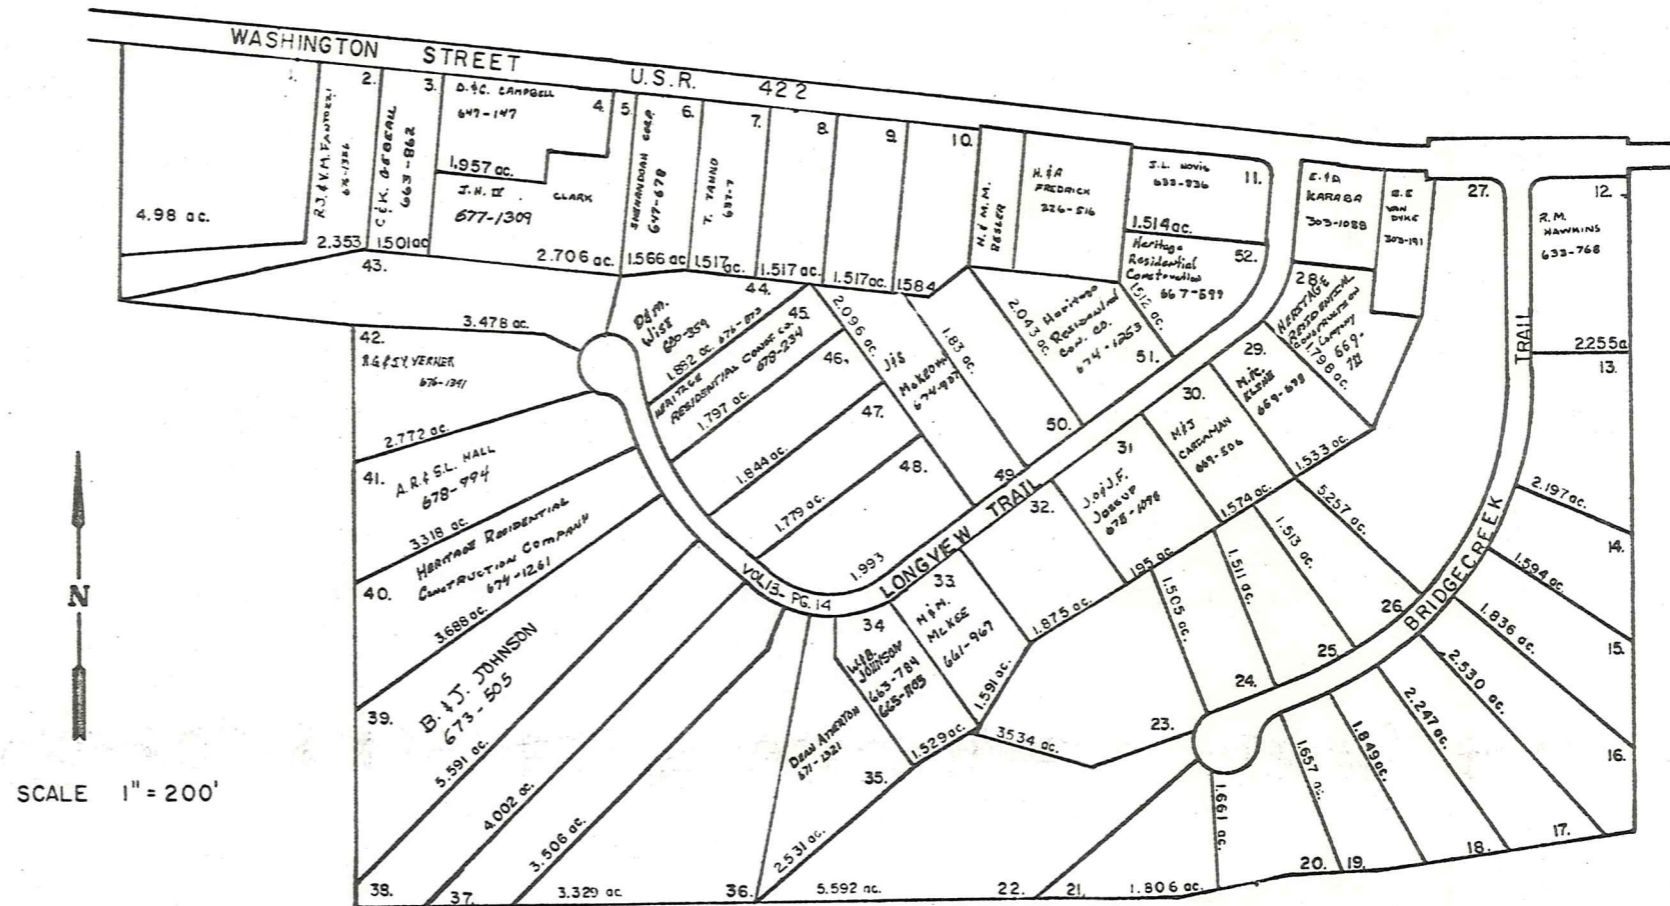 WASHINGTON STREET U.S.R. 422
1.
4.98 ac.
2.
R.J. & V.M.
676-1386
2.353
3.
C & K.
663-862
1.501 ac
D. & C. CAMPBELL
647-147
1.957 ac.
4.
J.H. II
CLARK
677-1309
2.706 ac.
5.
SHENANDOAH CORP.
647-678
1.566 ac
6.
T. TANNO
637-7
1.517 ac.
7.
1.517 ac.
8.
1.517 ac.
9.
1.584
10.
H. & M.M.
RESLER
H. & A
FREDRICK
326-516
J.L. NOVIS
633-836
11.
1.514 ac.
Heritage
Residential
Construction
667-599
52.
1.512 ac.
E. & A
KARABA
303-1088
VAN
DYKE
303-191
27.
12.
R.M.
HAWKINS
633-768
2.255 a
13.
28.
HERITAGE
RESIDENTIAL
CONSTRUCTION
Company
669-
1.798 ac.
43.
3.478 ac.
44.
D & M.
WISE
680-359
1.892 ac. 676-873
45.
HERITAGE
RESIDENTIAL CONST. CO.
678-234
1.797 ac.
46.
1.844 ac.
47.
1.779 ac.
48.
1.993
2.096 ac.
J & S
McKEOWN
674-937
1.83 ac.
49.
2.043 ac.
Heritage
Residential
Con. CO.
674-1263
50.
51.
29.
M. & C.
KLINE
669-698
1.533 ac.
30.
M & J
669-506
1.574 ac.
31
J. O & J. F.
JESSUP
675-1096
1.95 ac.
32.
1.875 ac.
33.
H & M.
McKEE
661-967
1.591 ac.
34
W & B.
JOHNSON
663-784
665-1105
1.529 ac.
35.
DEAN ATHERTON
671-1321
2.531 ac.
36.
3.329 ac
37.
3.506 ac.
38.
4.002 ac.
39.
B. & J. JOHNSON
673-505
5.591 ac.
40.
HERITAGE RESIDENTIAL
CONSTRUCTION COMPANY
674-1261
3.688 ac.
41.
A.R. & S.L. HALL
678-994
3.318 ac.
42.
R.G & S.Y. VERNER
676-1341
2.772 ac.
VOL. 13- PG. 14
LONGVIEW TRAIL
BRIDGECREEK TRAIL
5.257 ac.
26.
1.513 ac.
25.
1.511 ac.
24.
1.505 ac.
23.
3.534 ac.
22.
5.592 ac.
21.
1.806 ac.
20.
1.661 ac.
19.
1.657 ac.
18.
1.849 ac.
17.
2.247 ac.
16.
2.530 ac.
15.
1.836 ac.
14.
1.594 ac.
2.197 ac.
N
SCALE 1" = 200'